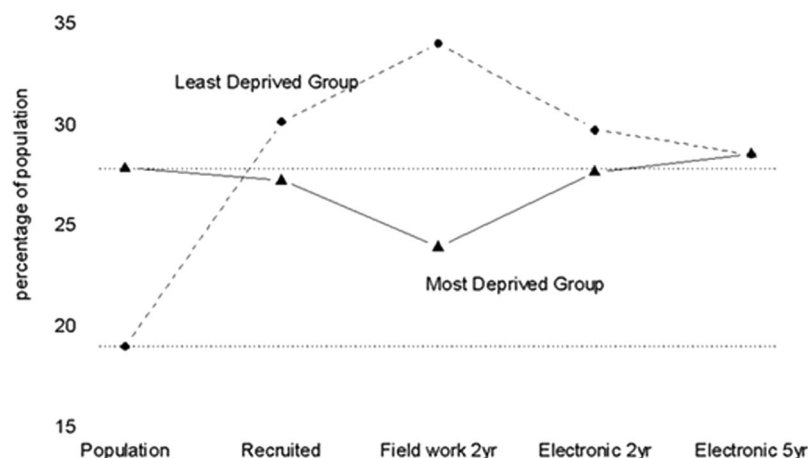 35
Least Deprived Group
30
percentage of population
25
Most Deprived Group
20
15
Population Recruited Field work 2yr Electronic 2yr Electronic 5yr